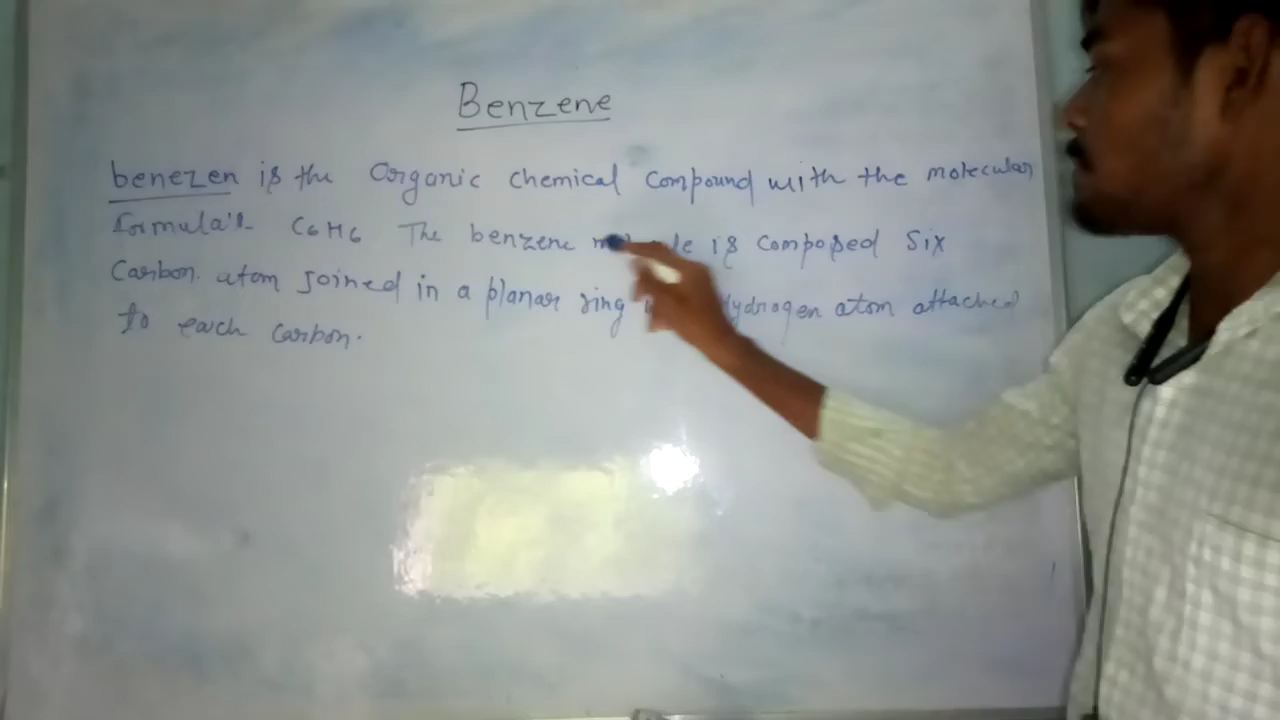 Benzene
benezen is the Organic chemical compound with the molecular
formula's C6H6 The benzene is composed six
Carbon. atom joined in a planar ring hydrogen atom attached
to each carbon.